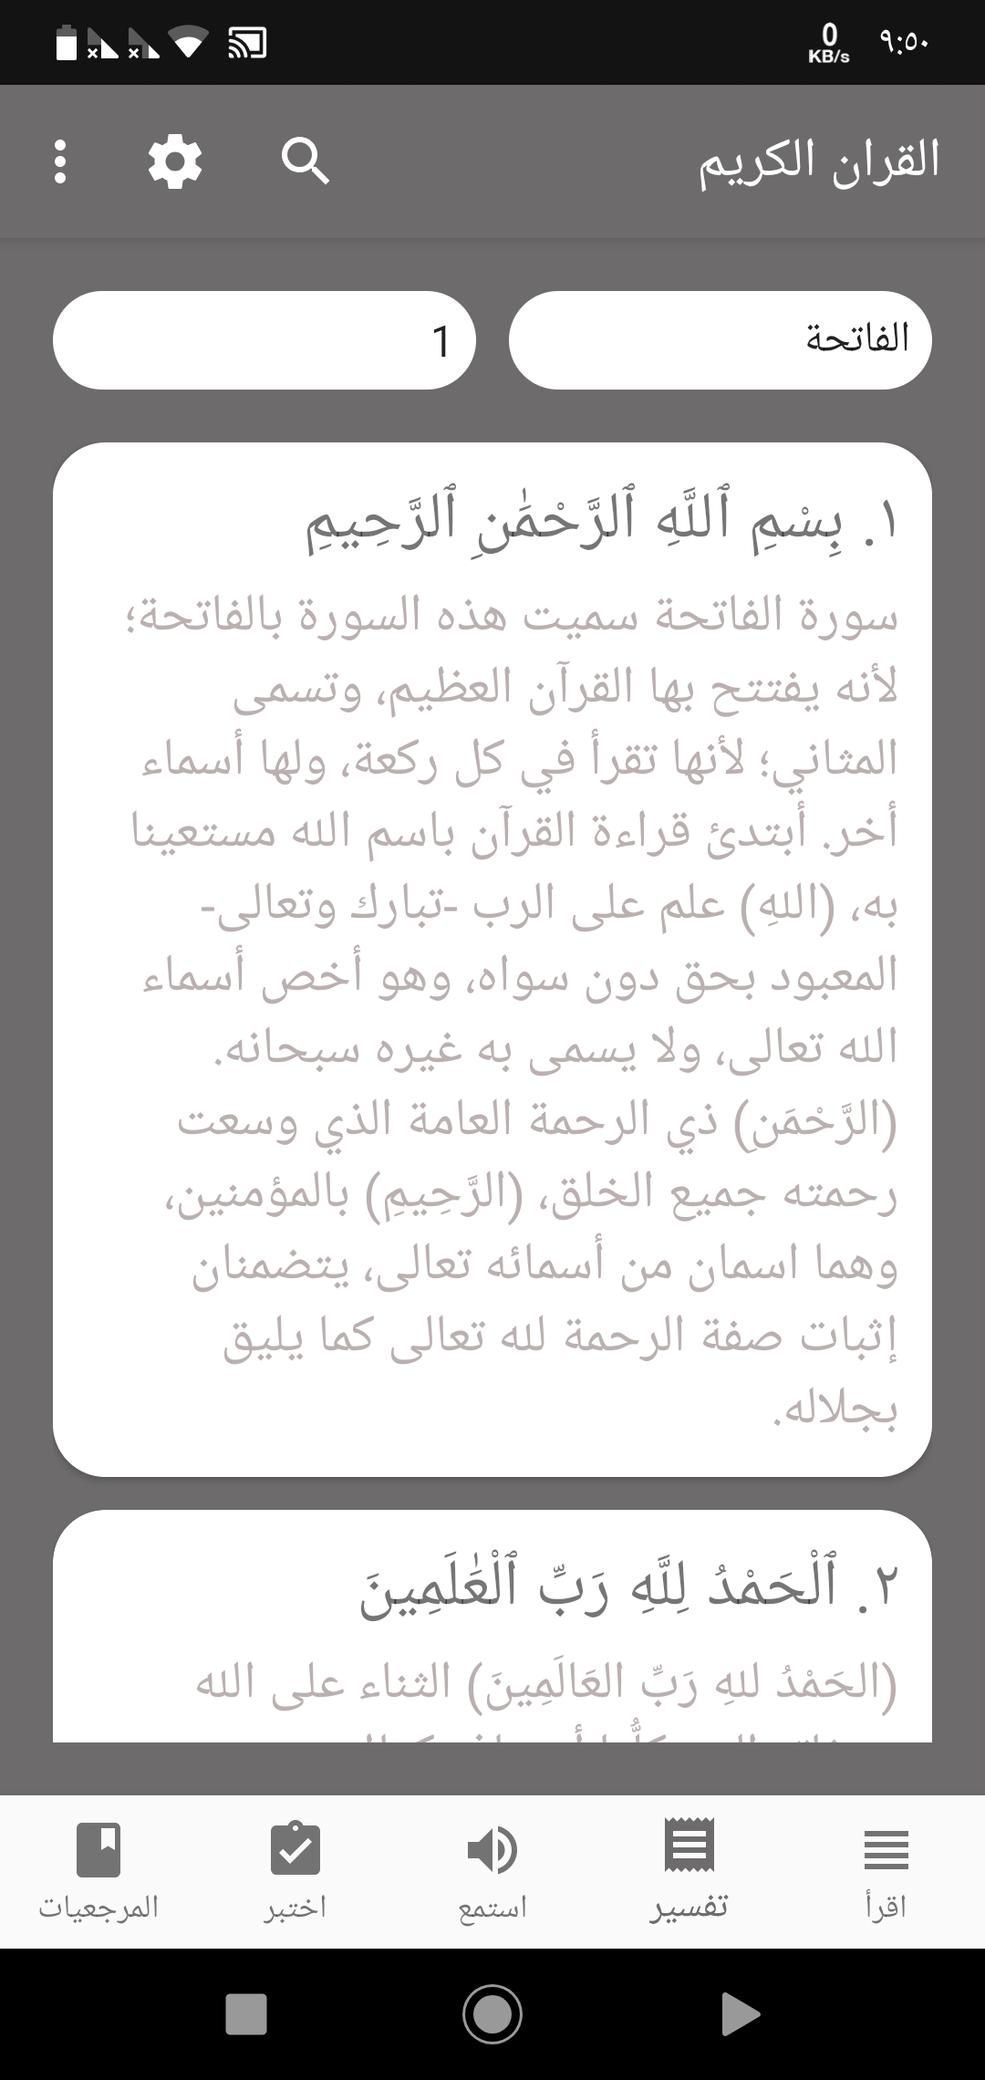 0
KB/s
٩:٥٠
القران الكريم
الفاتحة
1
١. بِسْمِ ٱللَّهِ ٱلرَّحْمَٰنِ ٱلرَّحِيمِ
سورة الفاتحة سميت هذه السورة بالفاتحة؛
لأنه يفتتح بها القرآن العظيم، وتسمى
المثاني؛ لأنها تقرأ في كل ركعة، ولها أسماء
أخر. أبتدئ قراءة القرآن باسم الله مستعينا
به، (اللهِ) علم على الرب -تبارك وتعالى-
المعبود بحق دون سواه، وهو أخص أسماء
الله تعالى، ولا يسمى به غيره سبحانه.
(الرَّحْمَنِ) ذي الرحمة العامة الذي وسعت
رحمته جميع الخلق، (الرَّحِيمِ) بالمؤمنين،
وهما اسمان من أسمائه تعالى، يتضمنان
إثبات صفة الرحمة لله تعالى كما يليق
بجلاله.
٢. ٱلْحَمْدُ لِلَّهِ رَبِّ ٱلْعَٰلَمِينَ
(الحَمْدُ للهِ رَبِّ العَالَمِينَ) الثناء على الله
اقرأ
تفسير
استمع
اختبر
المرجعيات